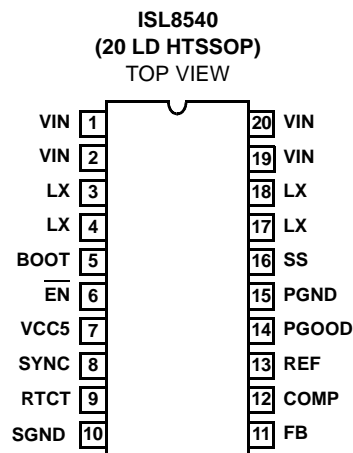 ISL8540
(20 LD HTSSOP)
TOP VIEW
VIN 1 20 VIN
VIN 2 19 VIN
LX 3 18 LX
LX 4 17 LX
BOOT 5 16 SS
EN 6 15 PGND
VCC5 7 14 PGOOD
SYNC 8 13 REF
RTCT 9 12 COMP
SGND 10 11 FB